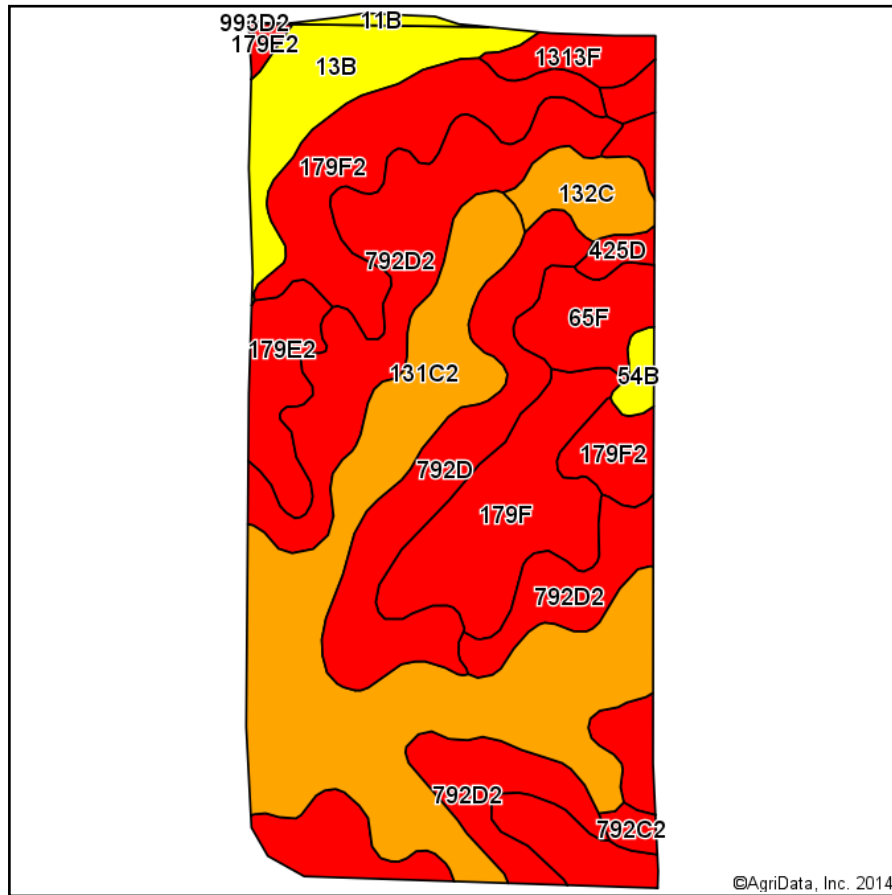 993D2
11B
179E2
13B
1313F
179F2
132C
425D
792D2
65F
179E2
131C2
54B
179F2
792D
179F
792D2
792D2
792C2
©AgriData, Inc. 2014